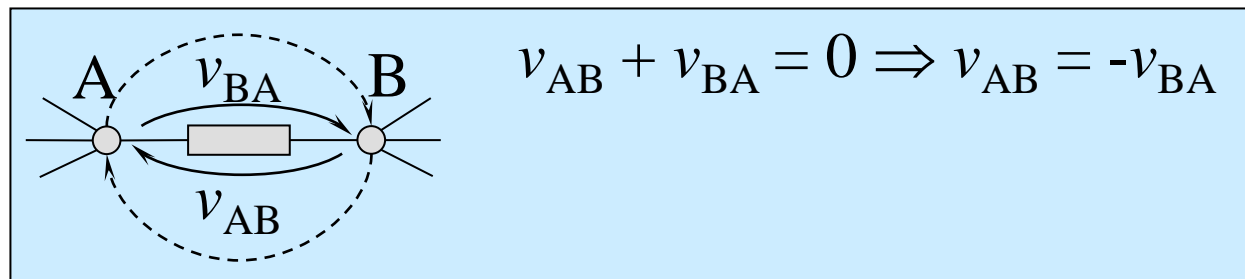 A v_BA B
v_AB + v_BA = 0 ⇒ v_AB = -v_BA
v_AB